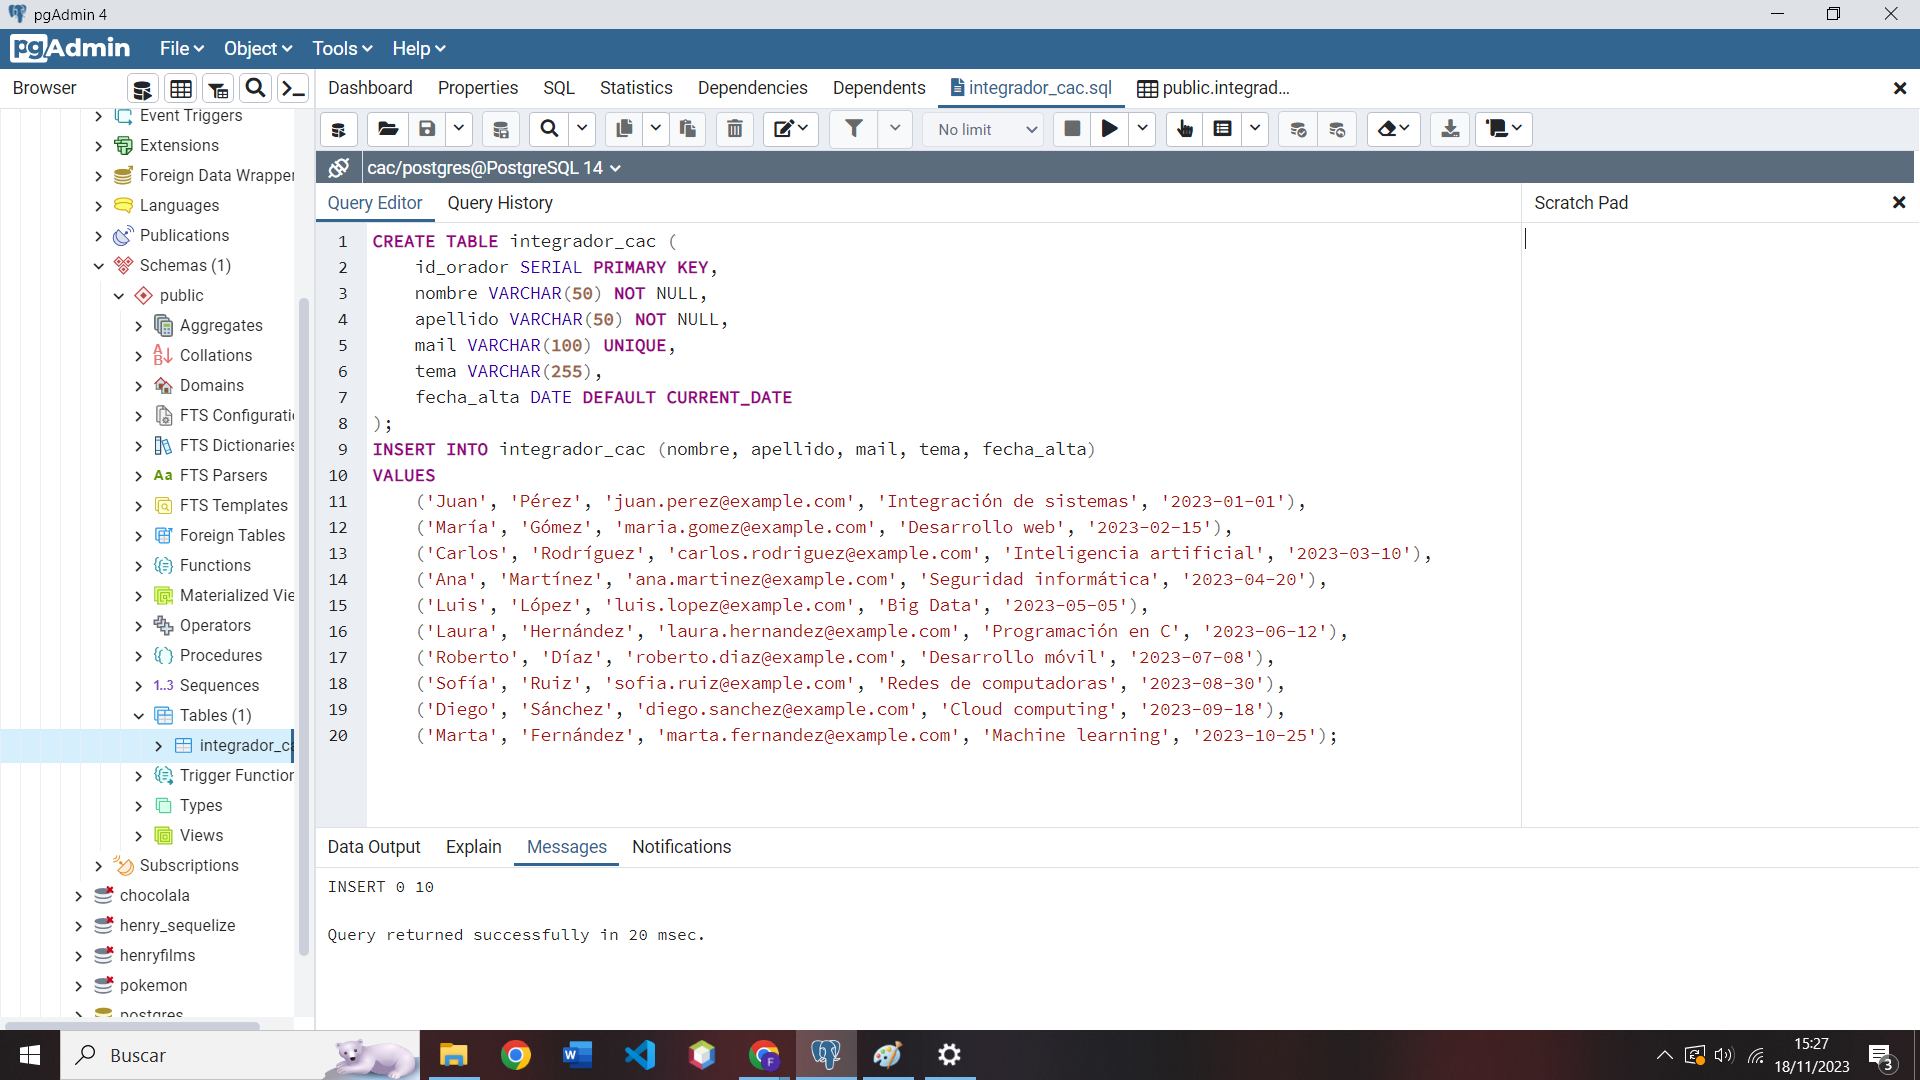 pgAdmin 4
pgAdmin File Object Tools Help
Browser
Dashboard Properties SQL Statistics Dependencies Dependents integrador_cac.sql public.integrad...
No limit
cac/postgres@PostgreSQL 14
Query Editor Query History
Scratch Pad
Event Triggers
Extensions
Foreign Data Wrapper
Languages
Publications
Schemas (1)
public
Aggregates
Collations
Domains
FTS Configurati
FTS Dictionaries
Aa FTS Parsers
FTS Templates
Foreign Tables
Functions
Materialized Vie
Operators
Procedures
1..3 Sequences
Tables (1)
integrador_ca
Trigger Function
Types
Views
Subscriptions
chocolala
henry_sequelize
henryfilms
pokemon
postgres
1 CREATE TABLE integrador_cac (
2 id_orador SERIAL PRIMARY KEY,
3 nombre VARCHAR(50) NOT NULL,
4 apellido VARCHAR(50) NOT NULL,
5 mail VARCHAR(100) UNIQUE,
6 tema VARCHAR(255),
7 fecha_alta DATE DEFAULT CURRENT_DATE
8 );
9 INSERT INTO integrador_cac (nombre, apellido, mail, tema, fecha_alta)
10 VALUES
11 ('Juan', 'Pérez', 'juan.perez@example.com', 'Integración de sistemas', '2023-01-01'),
12 ('María', 'Gómez', 'maria.gomez@example.com', 'Desarrollo web', '2023-02-15'),
13 ('Carlos', 'Rodríguez', 'carlos.rodriguez@example.com', 'Inteligencia artificial', '2023-03-10'),
14 ('Ana', 'Martínez', 'ana.martinez@example.com', 'Seguridad informática', '2023-04-20'),
15 ('Luis', 'López', 'luis.lopez@example.com', 'Big Data', '2023-05-05'),
16 ('Laura', 'Hernández', 'laura.hernandez@example.com', 'Programación en C', '2023-06-12'),
17 ('Roberto', 'Díaz', 'roberto.diaz@example.com', 'Desarrollo móvil', '2023-07-08'),
18 ('Sofía', 'Ruiz', 'sofia.ruiz@example.com', 'Redes de computadoras', '2023-08-30'),
19 ('Diego', 'Sánchez', 'diego.sanchez@example.com', 'Cloud computing', '2023-09-18'),
20 ('Marta', 'Fernández', 'marta.fernandez@example.com', 'Machine learning', '2023-10-25');
Data Output Explain Messages Notifications
INSERT 0 10
Query returned successfully in 20 msec.
Buscar
15:27
18/11/2023
3